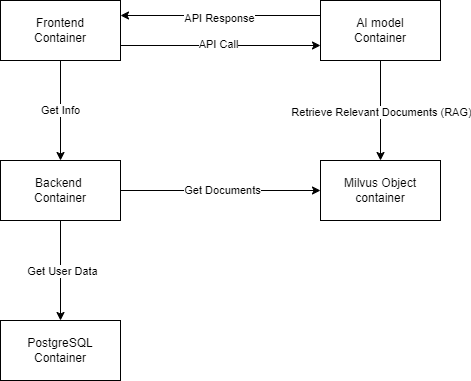 Frontend
Container
API Response
API Call
AI model
Container
Get Info
Retrieve Relevant Documents (RAG)
Backend
Container
Get Documents
Milvus Object
container
Get User Data
PostgreSQL
Container